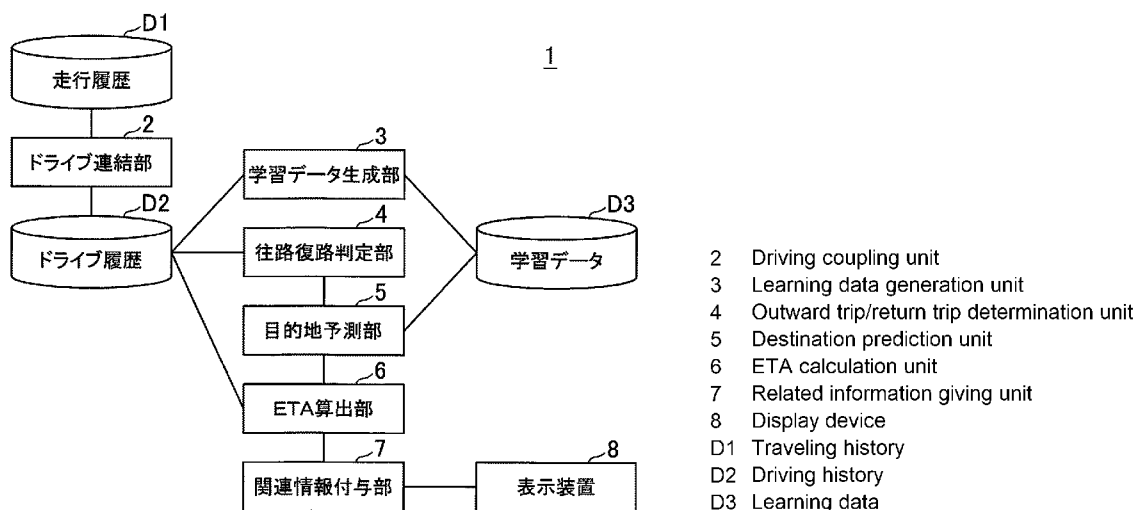 D1
走行履歴
1
2
ドライブ連結部
3
学習データ生成部
D2
ドライブ履歴
4
往路復路判定部
D3
学習データ
5
目的地予測部
6
ETA算出部
7
関連情報付与部
8
表示装置
2 Driving coupling unit
3 Learning data generation unit
4 Outward trip/return trip determination unit
5 Destination prediction unit
6 ETA calculation unit
7 Related information giving unit
8 Display device
D1 Traveling history
D2 Driving history
D3 Learning data